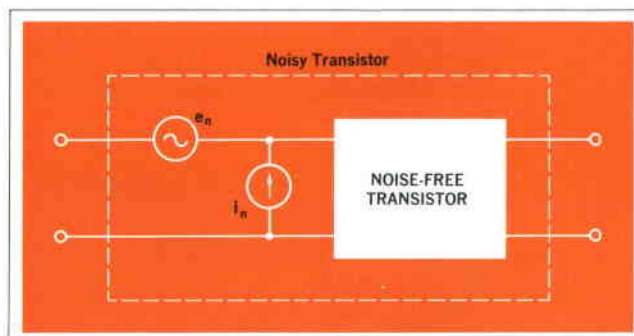 Noisy Transistor
eₙ
iₙ
NOISE-FREE
TRANSISTOR